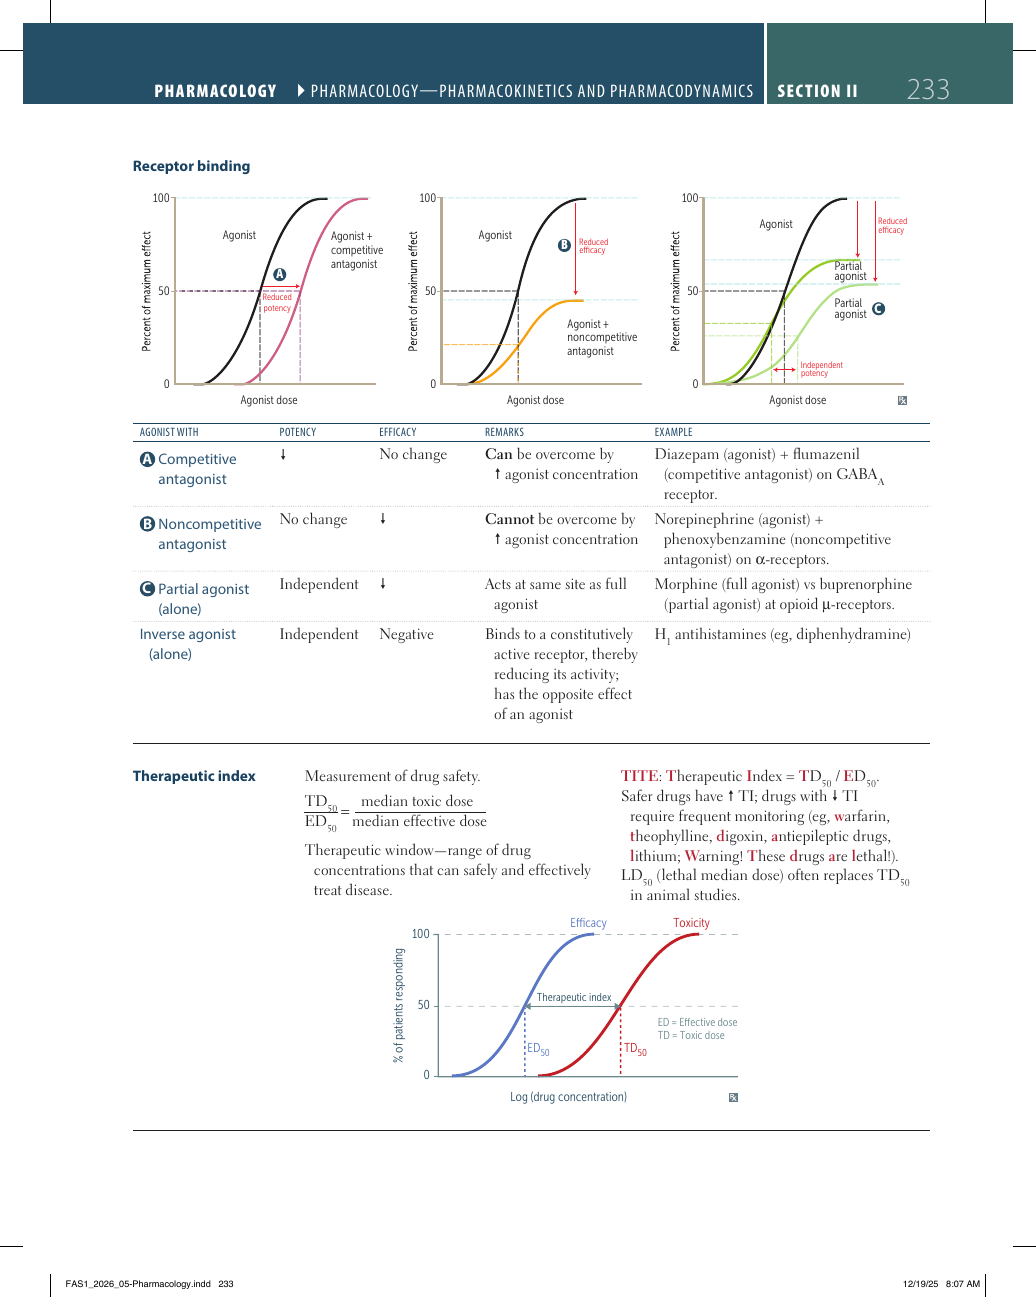 PHARMACOLOGY ▶ PHARMACOLOGY—PHARMACOKINETICS AND PHARMACODYNAMICS SECTION II 233
Receptor binding
100
50
0
Percent of maximum effect
Agonist
Agonist +
competitive
antagonist
A
Reduced
potency
Agonist dose
100
50
0
Percent of maximum effect
Agonist
B
Reduced
efficacy
Agonist +
noncompetitive
antagonist
Agonist dose
100
50
0
Percent of maximum effect
Agonist
Reduced
efficacy
Partial
agonist
Partial
agonist
C
Independent
potency
Agonist dose
AGONIST WITH POTENCY EFFICACY REMARKS EXAMPLE
A Competitive
antagonist
↓
No change
Can be overcome by
↑ agonist concentration
Diazepam (agonist) + flumazenil
(competitive antagonist) on GABAA
receptor.
B Noncompetitive
antagonist
No change
↓
Cannot be overcome by
↑ agonist concentration
Norepinephrine (agonist) +
phenoxybenzamine (noncompetitive
antagonist) on α-receptors.
C Partial agonist
(alone)
Independent
↓
Acts at same site as full
agonist
Morphine (full agonist) vs buprenorphine
(partial agonist) at opioid μ-receptors.
Inverse agonist
(alone)
Independent
Negative
Binds to a constitutively
active receptor, thereby
reducing its activity;
has the opposite effect
of an agonist
H1 antihistamines (eg, diphenhydramine)
Therapeutic index
Measurement of drug safety.
TD50 = median toxic dose
ED50 median effective dose
Therapeutic window—range of drug
concentrations that can safely and effectively
treat disease.
TITE: Therapeutic Index = TD50 / ED50.
Safer drugs have ↑ TI; drugs with ↓ TI
require frequent monitoring (eg, warfarin,
theophylline, digoxin, antiepileptic drugs,
lithium; Warning! These drugs are lethal!).
LD50 (lethal median dose) often replaces TD50
in animal studies.
Efficacy
Toxicity
100
50
0
% of patients responding
Therapeutic index
ED = Effective dose
TD = Toxic dose
ED50
TD50
Log (drug concentration)
FAS1_2026_05-Pharmacology.indd 233
12/19/25 8:07 AM